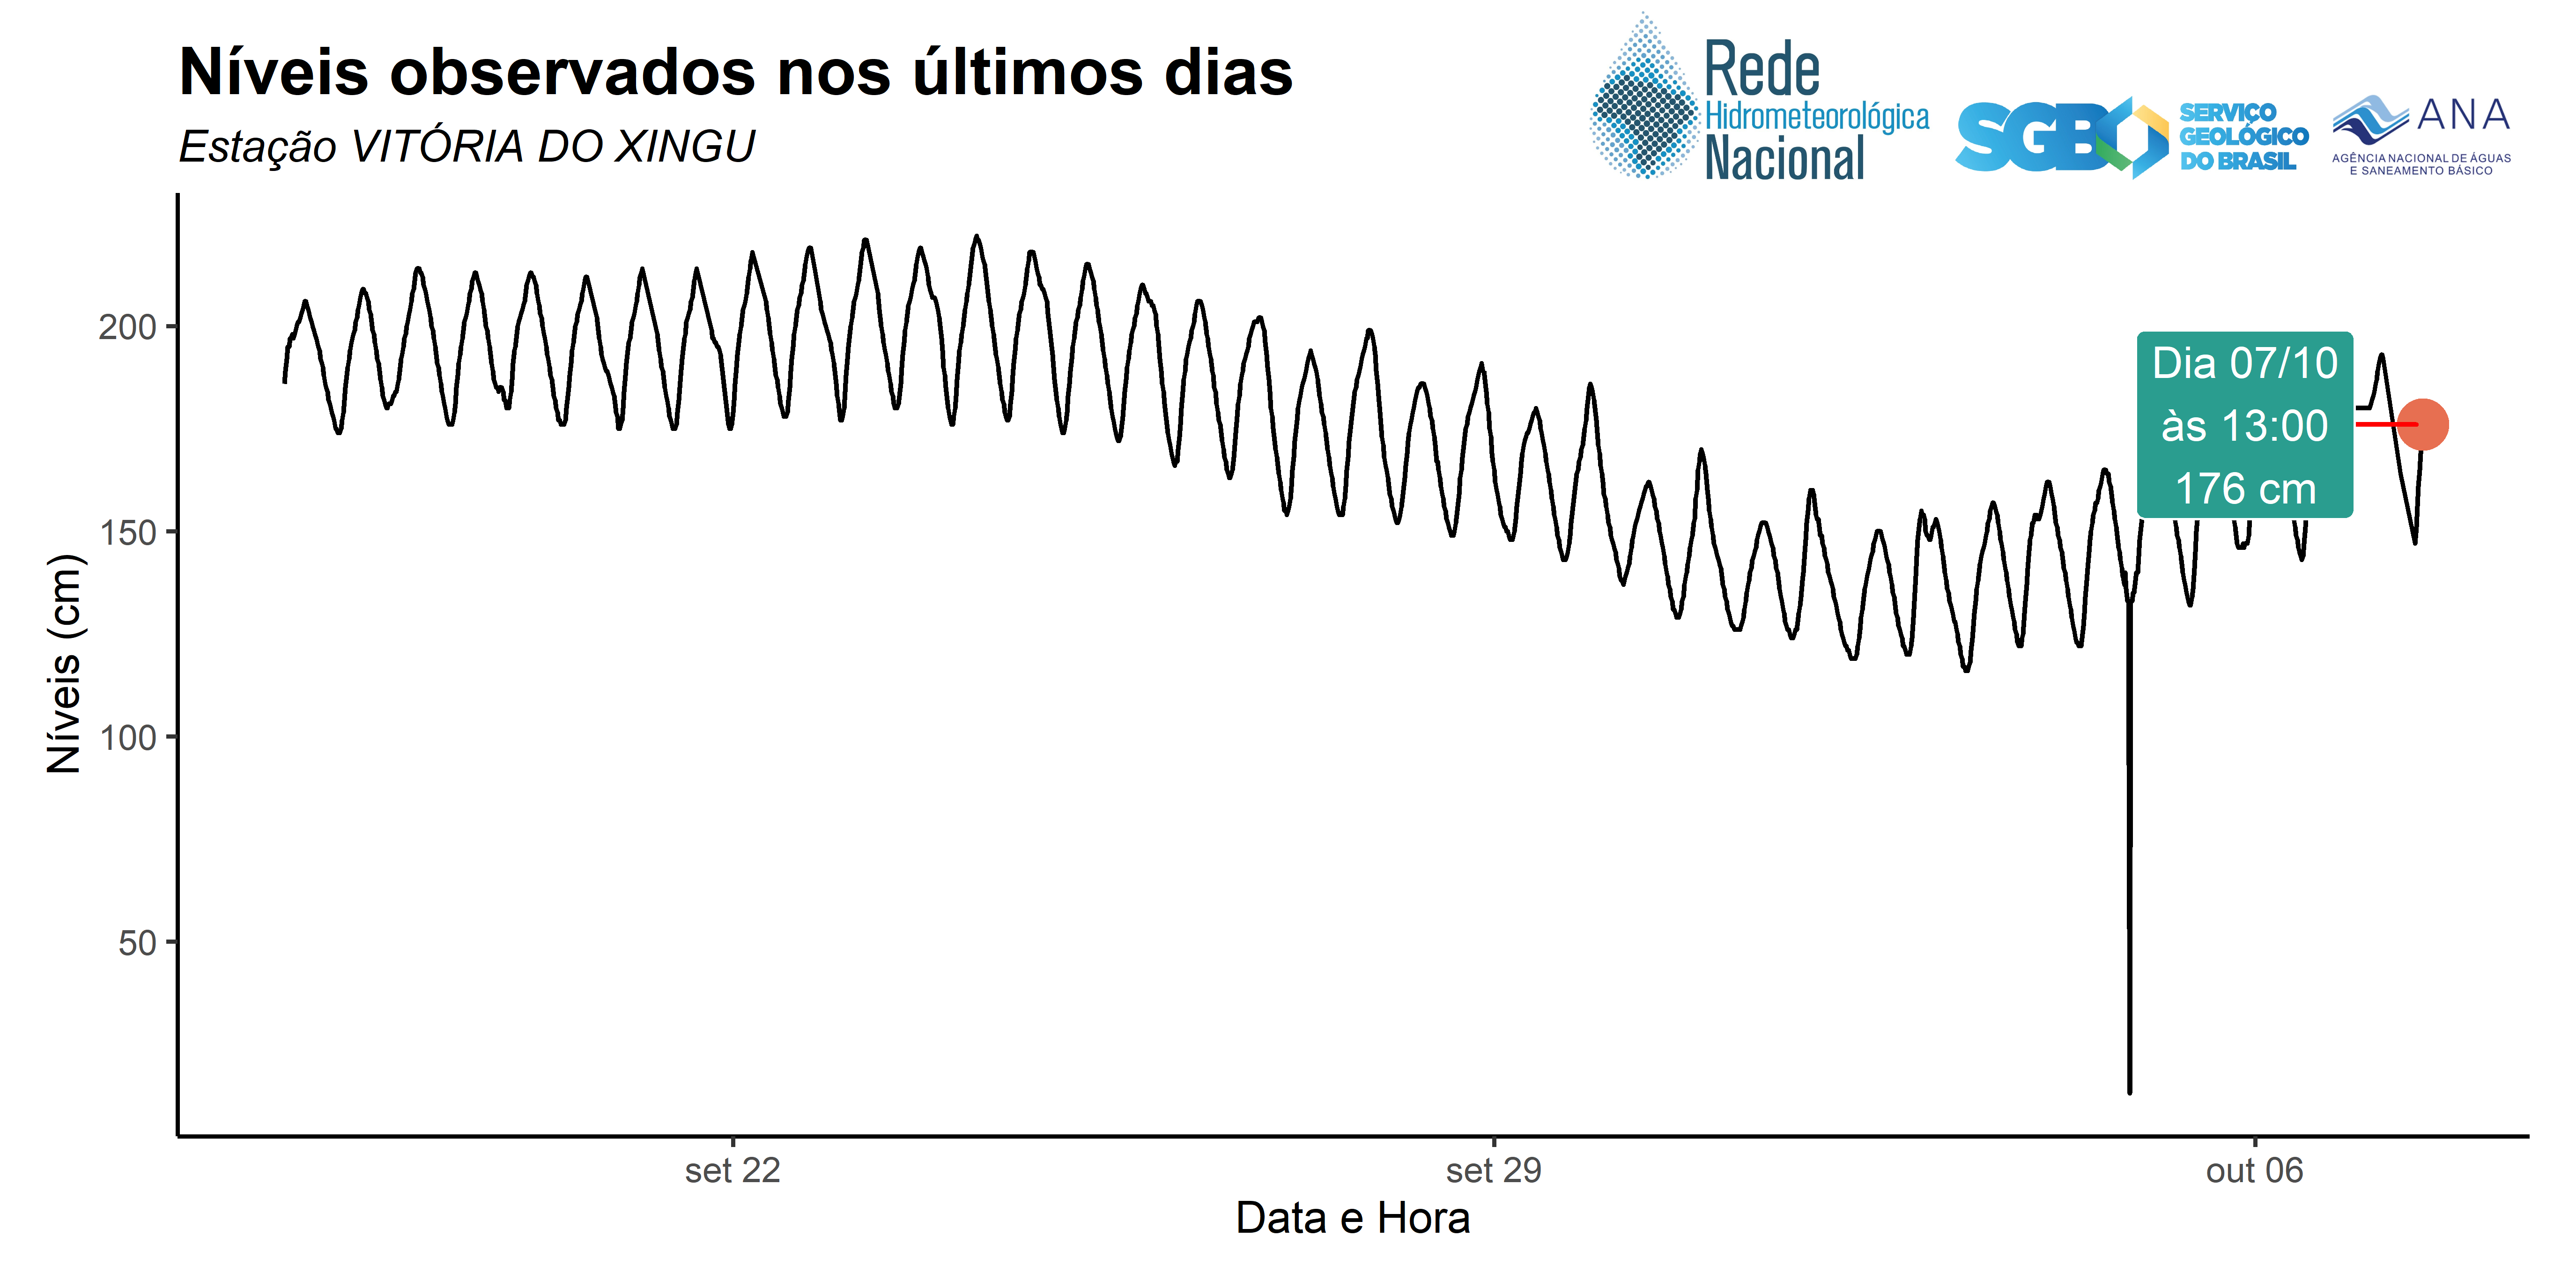 Níveis observados nos últimos dias
Estação VITÓRIA DO XINGU
Rede
Hidrometeorológica
Nacional
SGB
SERVIÇO
GEOLÓGICO
DO BRASIL
ANA
AGÊNCIA NACIONAL DE ÁGUAS
E SANEAMENTO BÁSICO
Níveis (cm)
200
150
100
50
Dia 07/10
às 13:00
176 cm
set 22
set 29
out 06
Data e Hora